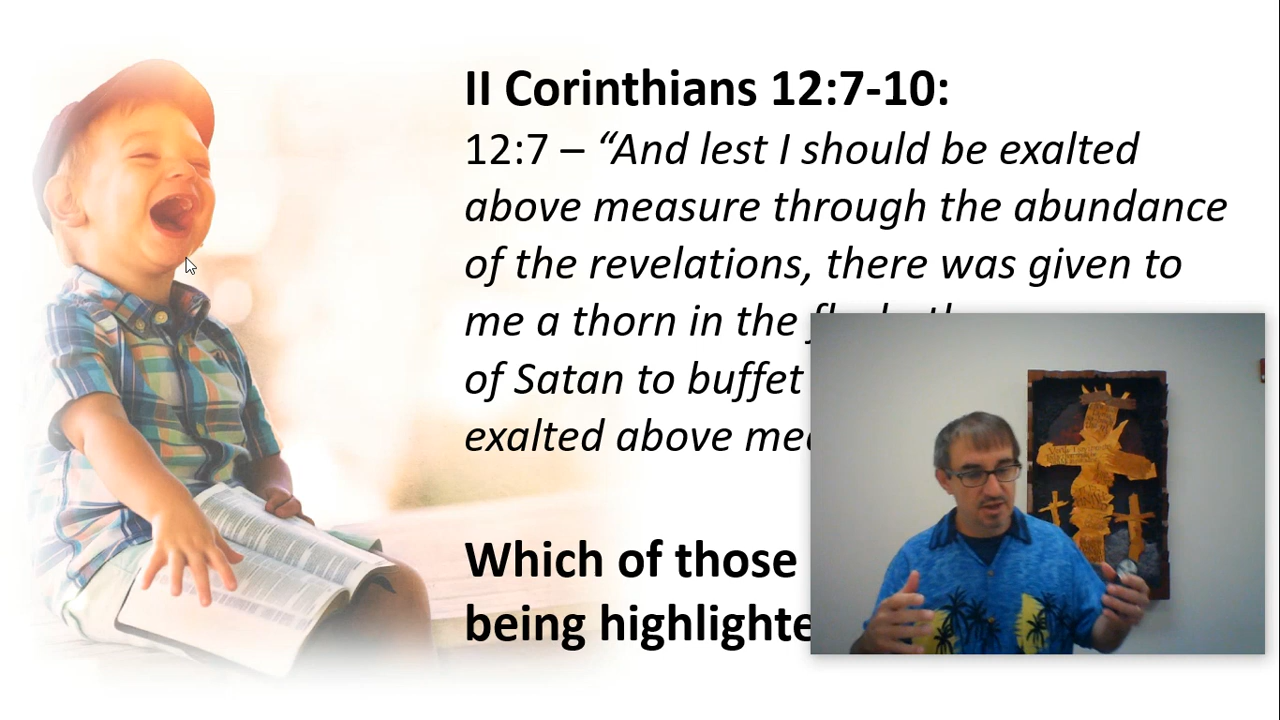 II Corinthians 12:7-10:
12:7 – “And lest I should be exalted
above measure through the abundance
of the revelations, there was given to
me a thorn in the
of Satan to buffet
exalted above
Which of those
being